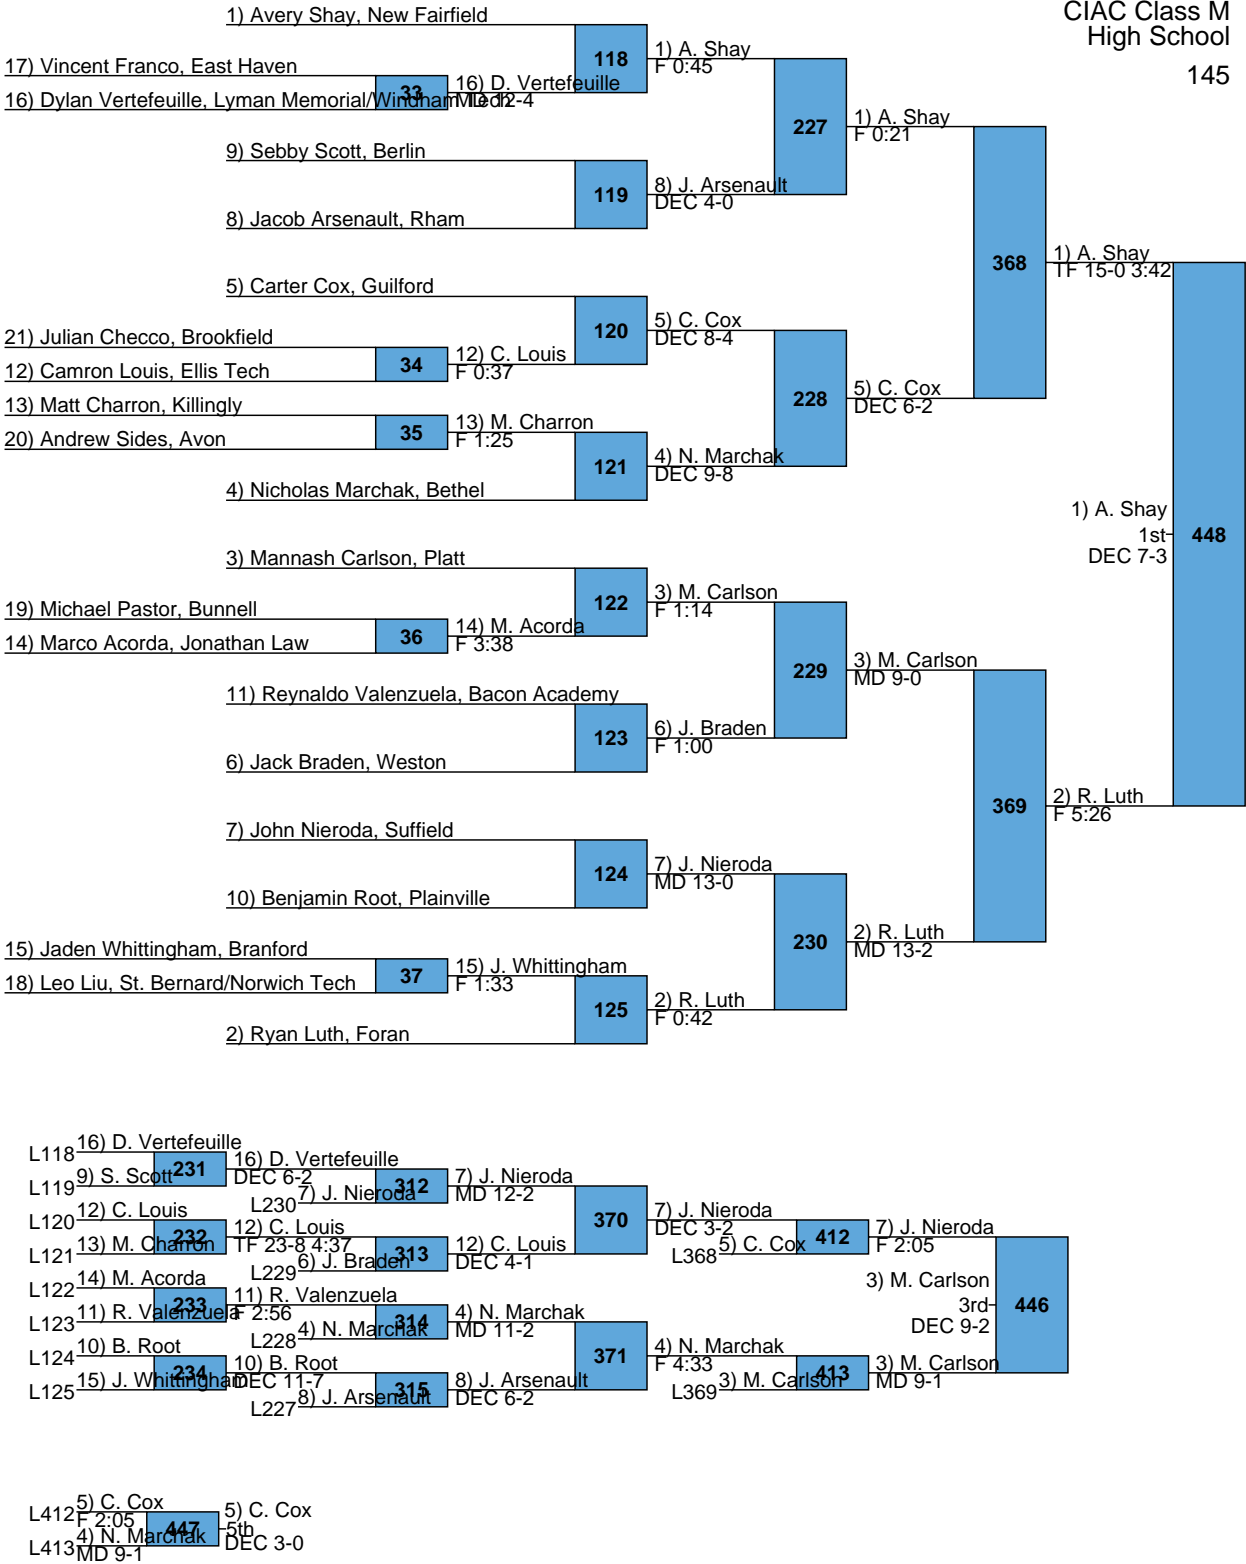 CIAC Class M
High School
145
1) Avery Shay, New Fairfield
17) Vincent Franco, East Haven
16) Dylan Vertefeuille, Lyman Memorial/Windham Tech
33
16) D. Vertefeuille
MD 12-4
118
1) A. Shay
F 0:45
9) Sebby Scott, Berlin
8) Jacob Arsenault, Rham
119
8) J. Arsenault
DEC 4-0
227
1) A. Shay
F 0:21
5) Carter Cox, Guilford
21) Julian Checco, Brookfield
12) Camron Louis, Ellis Tech
34
12) C. Louis
F 0:37
120
5) C. Cox
DEC 8-4
13) Matt Charron, Killingly
20) Andrew Sides, Avon
35
13) M. Charron
F 1:25
4) Nicholas Marchak, Bethel
121
4) N. Marchak
DEC 9-8
228
5) C. Cox
DEC 6-2
368
1) A. Shay
TF 15-0 3:42
3) Mannash Carlson, Platt
19) Michael Pastor, Bunnell
14) Marco Acorda, Jonathan Law
36
14) M. Acorda
F 3:38
122
3) M. Carlson
F 1:14
11) Reynaldo Valenzuela, Bacon Academy
6) Jack Braden, Weston
123
6) J. Braden
F 1:00
229
3) M. Carlson
MD 9-0
7) John Nieroda, Suffield
10) Benjamin Root, Plainville
124
7) J. Nieroda
MD 13-0
15) Jaden Whittingham, Branford
18) Leo Liu, St. Bernard/Norwich Tech
37
15) J. Whittingham
F 1:33
2) Ryan Luth, Foran
125
2) R. Luth
F 0:42
230
2) R. Luth
MD 13-2
369
2) R. Luth
F 5:26
448
1) A. Shay
1st
DEC 7-3
L118
16) D. Vertefeuille
L119
9) S. Scott
231
16) D. Vertefeuille
DEC 6-2
L230
7) J. Nieroda
312
7) J. Nieroda
MD 12-2
L120
12) C. Louis
L121
13) M. Charron
232
12) C. Louis
TF 23-8 4:37
L229
6) J. Braden
313
12) C. Louis
DEC 4-1
370
7) J. Nieroda
DEC 3-2
L368
5) C. Cox
412
7) J. Nieroda
F 2:05
L122
14) M. Acorda
L123
11) R. Valenzuela
233
11) R. Valenzuela
F 2:56
L228
4) N. Marchak
314
4) N. Marchak
MD 11-2
L124
10) B. Root
L125
15) J. Whittingham
234
10) B. Root
DEC 11-7
L227
8) J. Arsenault
315
8) J. Arsenault
DEC 6-2
371
4) N. Marchak
F 4:33
L369
3) M. Carlson
413
3) M. Carlson
MD 9-1
446
3) M. Carlson
3rd
DEC 9-2
L412
5) C. Cox
F 2:05
L413
4) N. Marchak
MD 9-1
447
5) C. Cox
5th
DEC 3-0